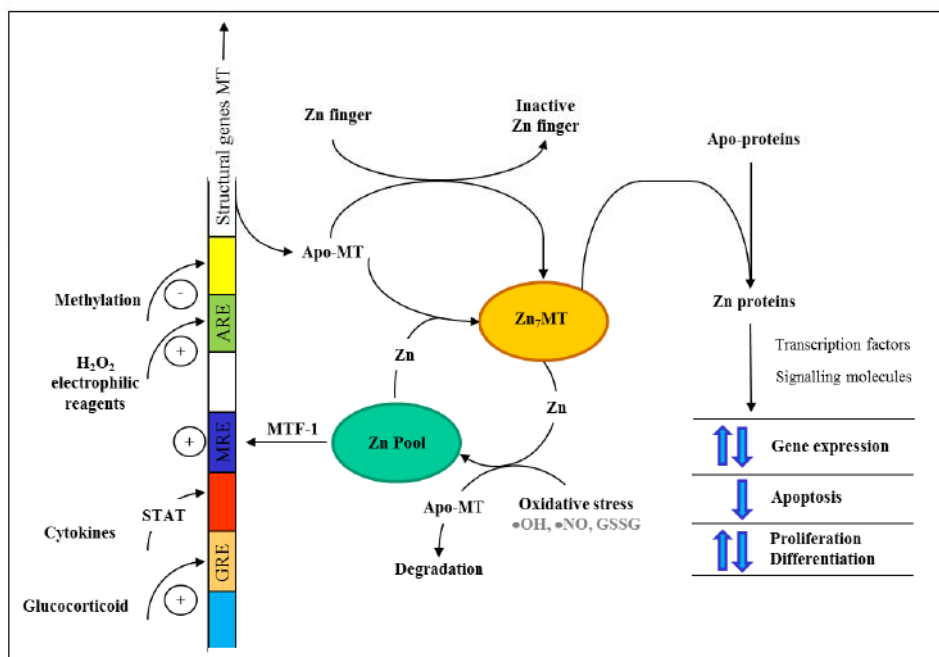 Structural genes MT
Zn finger
Inactive
Zn finger
Apo-proteins
Apo-MT
Methylation
-
ARE
+
H₂O₂
electrophilic
reagents
Zn₇MT
Zn proteins
Transcription factors
Signalling molecules
Zn
Zn
MTF-1
Zn Pool
+
MRE
Gene expression
Apoptosis
Proliferation
Differentiation
Apo-MT
Oxidative stress
●OH, ●NO, GSSG
Degradation
STAT
Cytokines
GRE
+
Glucocorticoid